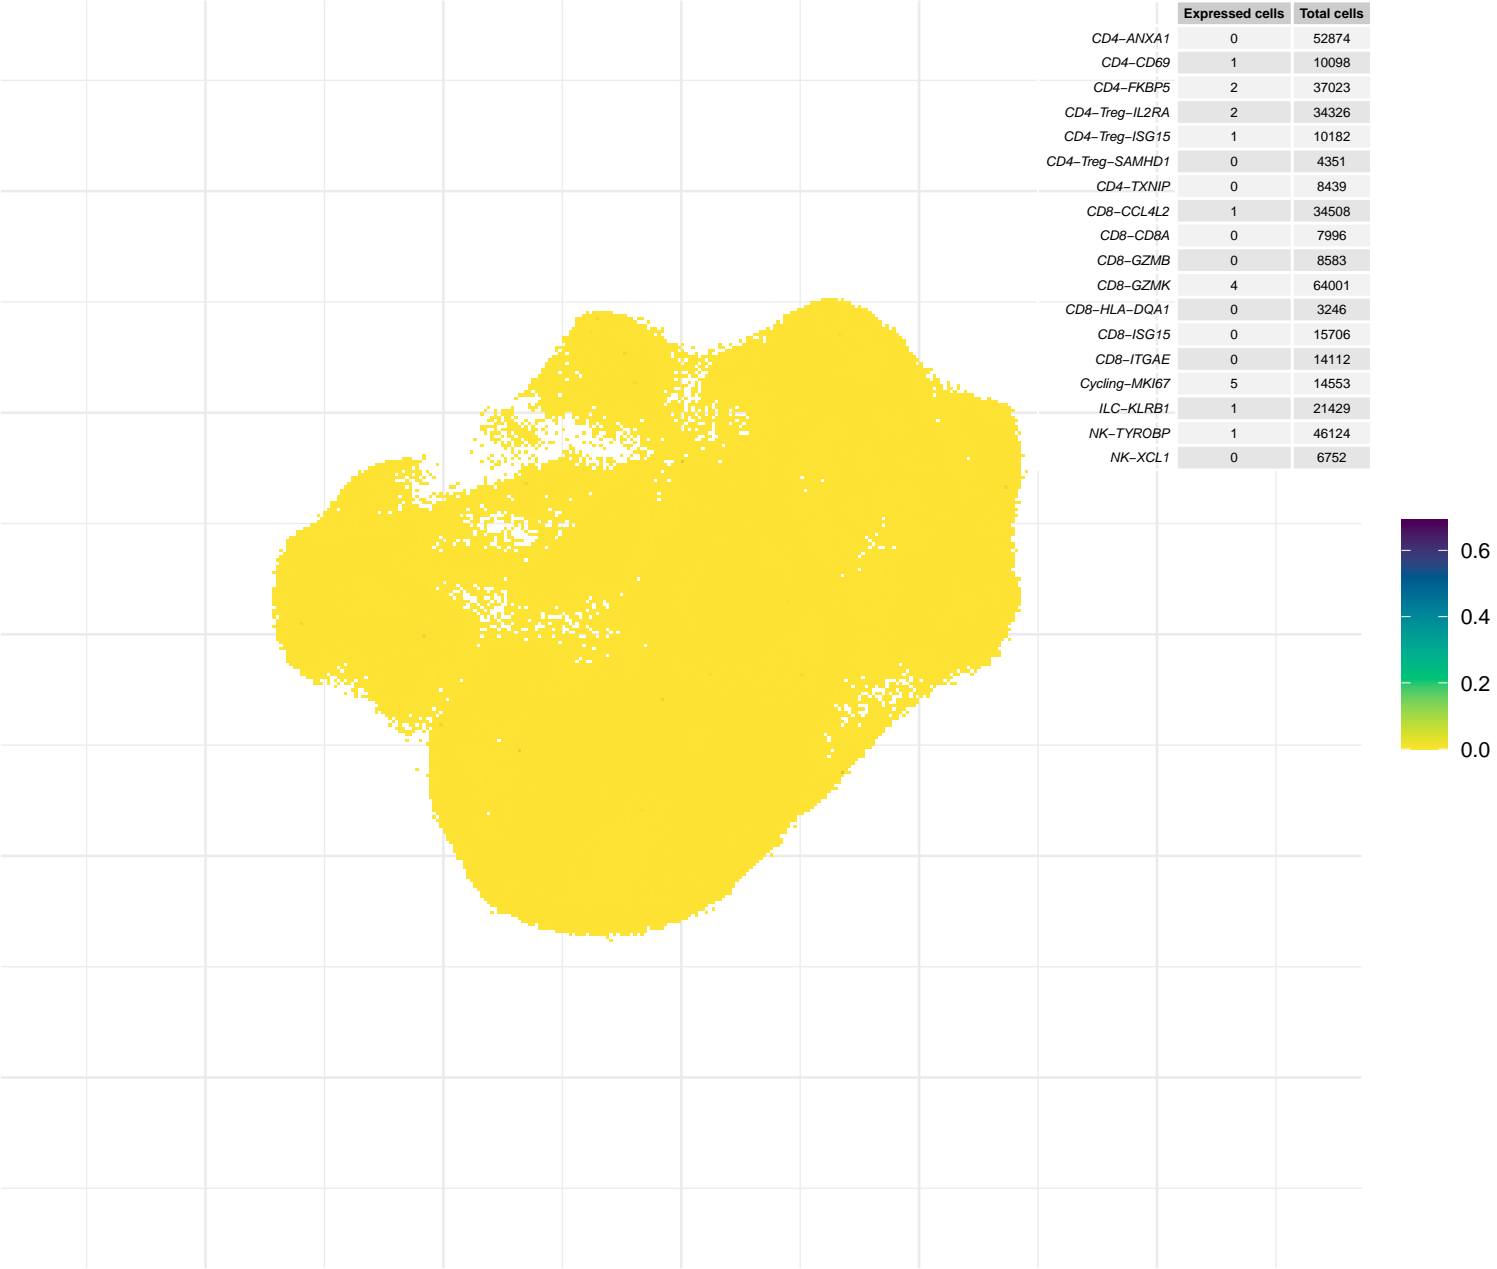 Expressed cells Total cells
CD4−ANXA1 0 52874
CD4−CD69 1 10098
CD4−FKBP5 2 37023
CD4−Treg−IL2RA 2 34326
CD4−Treg−ISG15 1 10182
CD4−Treg−SAMHD1 0 4351
CD4−TXNIP 0 8439
CD8−CCL4L2 1 34508
CD8−CD8A 0 7996
CD8−GZMB 0 8583
CD8−GZMK 4 64001
CD8−HLA−DQA1 0 3246
CD8−ISG15 0 15706
CD8−ITGAE 0 14112
Cycling−MKI67 5 14553
ILC−KLRB1 1 21429
NK−TYROBP 1 46124
NK−XCL1 0 6752
0.6
0.4
0.2
0.0